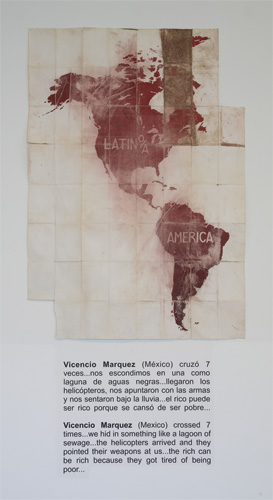 LATINO/A
AMERICA
Vicencio Marquez (México) cruzó 7
veces...nos escondimos en una como
laguna de aguas negras...llegaron los
helicópteros, nos apuntaron con las armas
y nos sentaron bajo la lluvia...el rico puede
ser rico porque se cansó de ser pobre...
Vicencio Marquez (Mexico) crossed 7
times...we hid in something like a lagoon of
sewage...the helicopters arrived and they
pointed their weapons at us...the rich can
be rich because they got tired of being
poor...